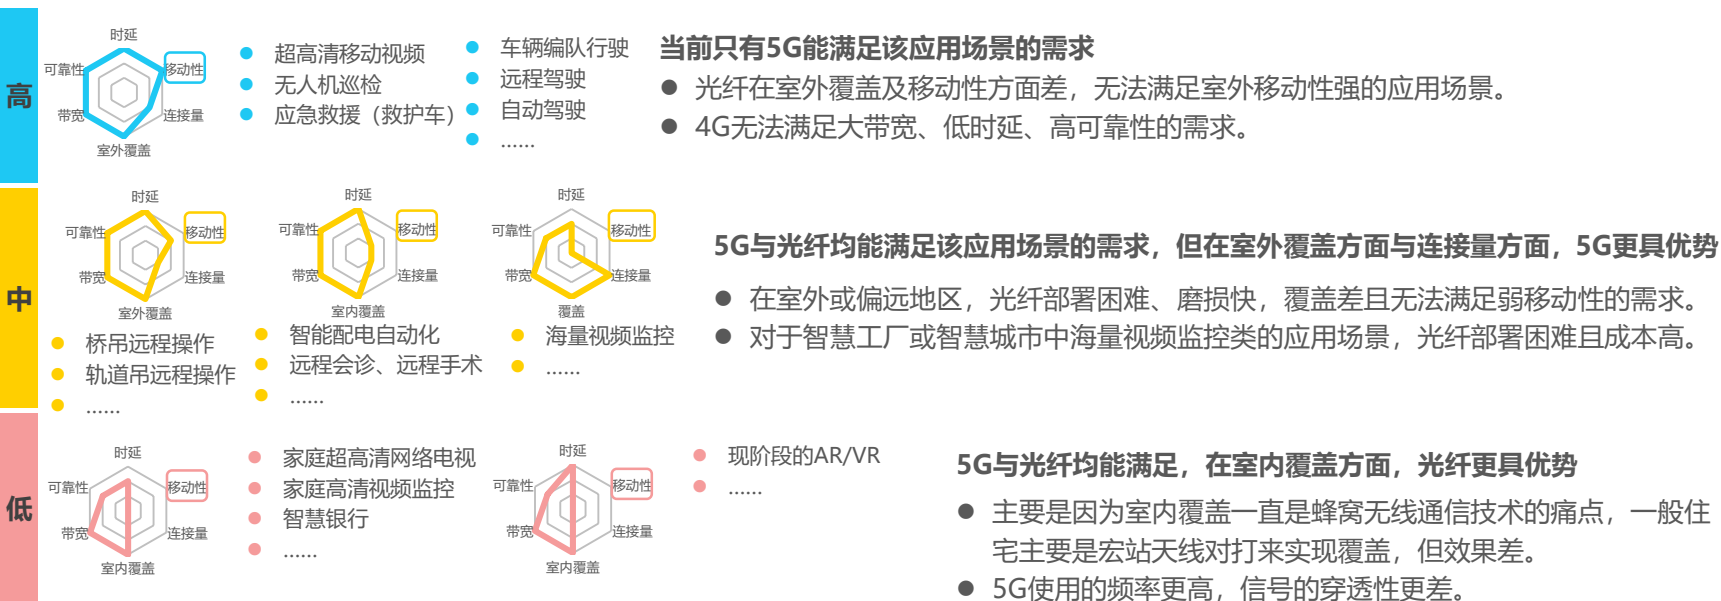 高
时延
可靠性
移动性
带宽
连接量
室外覆盖
● 超高清移动视频
● 无人机巡检
● 应急救援（救护车）
● 车辆编队行驶
● 远程驾驶
● 自动驾驶
● ……
当前只有5G能满足该应用场景的需求
● 光纤在室外覆盖及移动性方面差，无法满足室外移动性强的应用场景。
● 4G无法满足大带宽、低时延、高可靠性的需求。
中
时延
可靠性
移动性
带宽
连接量
室外覆盖
● 桥吊远程操作
● 轨道吊远程操作
● ……
时延
可靠性
移动性
带宽
连接量
室内覆盖
● 智能配电自动化
● 远程会诊、远程手术
● ……
时延
可靠性
移动性
带宽
连接量
覆盖
● 海量视频监控
● ……
5G与光纤均能满足该应用场景的需求，但在室外覆盖方面与连接量方面，5G更具优势
● 在室外或偏远地区，光纤部署困难、磨损快，覆盖差且无法满足弱移动性的需求。
● 对于智慧工厂或智慧城市中海量视频监控类的应用场景，光纤部署困难且成本高。
低
时延
可靠性
移动性
带宽
连接量
室内覆盖
● 家庭超高清网络电视
● 家庭高清视频监控
● 智慧银行
● ……
时延
可靠性
移动性
带宽
连接量
室内覆盖
● 现阶段的AR/VR
● ……
5G与光纤均能满足，在室内覆盖方面，光纤更具优势
● 主要是因为室内覆盖一直是蜂窝无线通信技术的痛点，一般住
宅主要是宏站天线对打来实现覆盖，但效果差。
● 5G使用的频率更高，信号的穿透性更差。